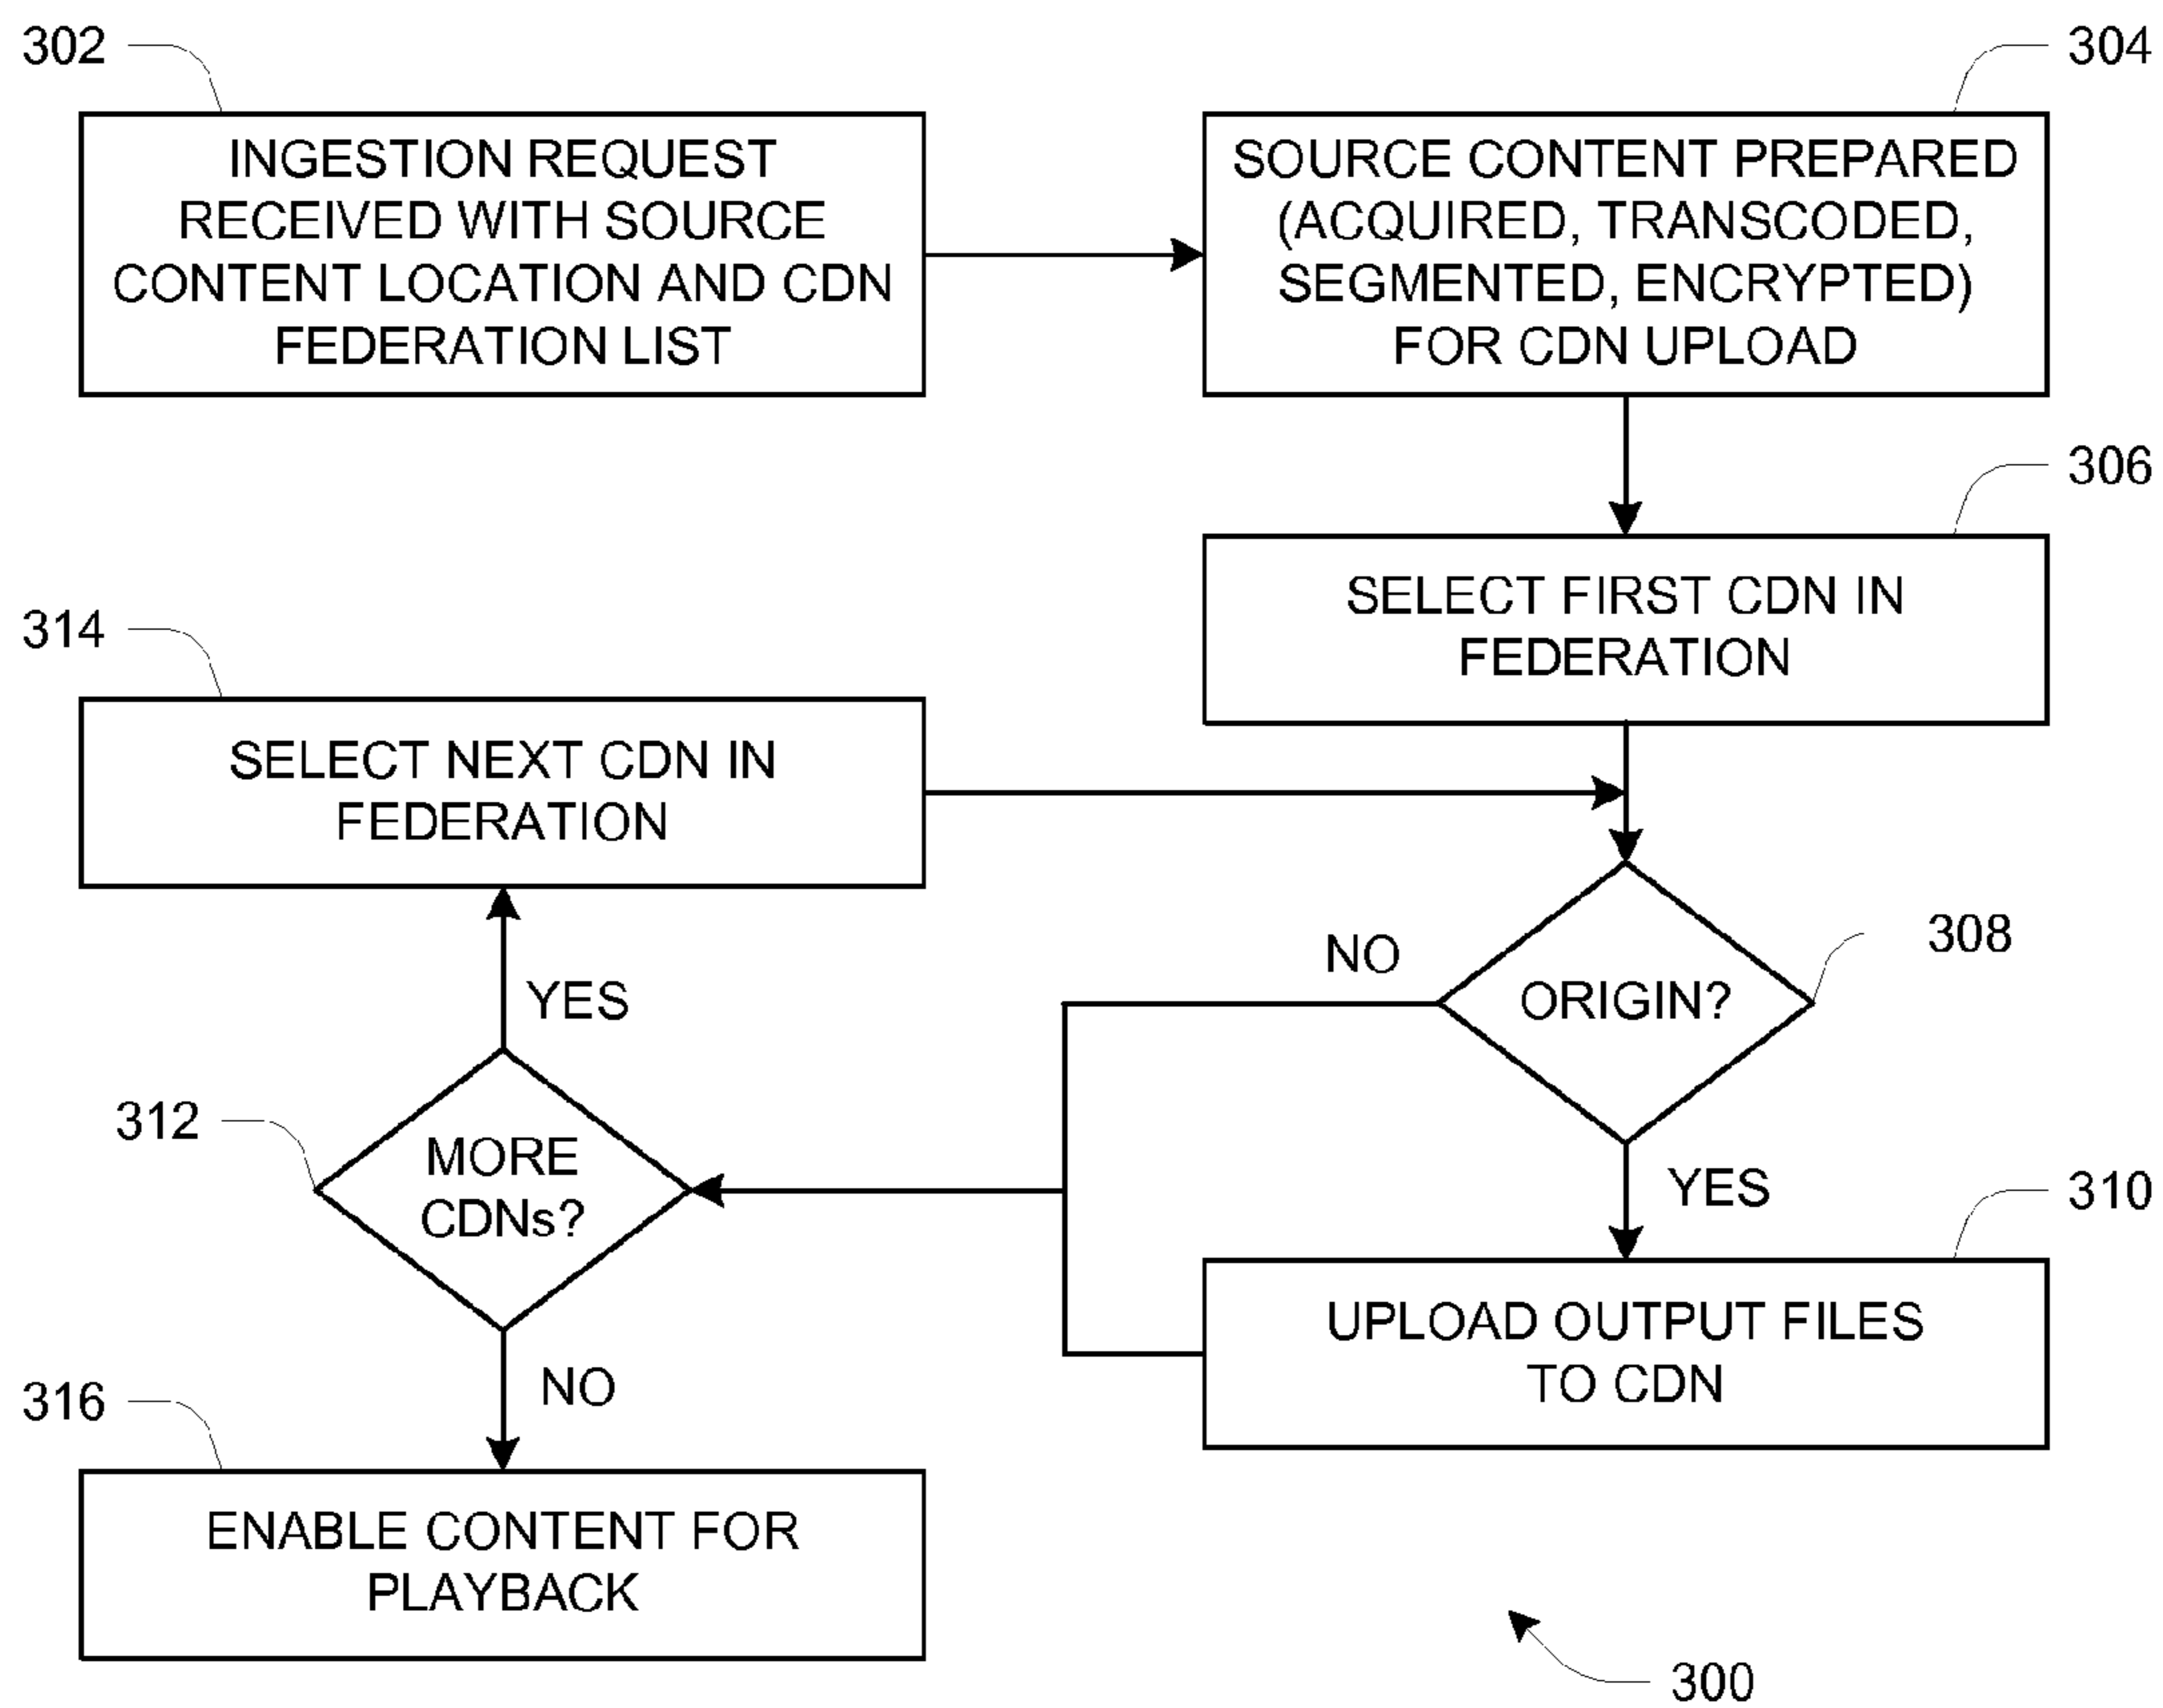 302
INGESTION REQUEST
RECEIVED WITH SOURCE
CONTENT LOCATION AND CDN
FEDERATION LIST
304
SOURCE CONTENT PREPARED
(ACQUIRED, TRANSCODED,
SEGMENTED, ENCRYPTED)
FOR CDN UPLOAD
306
SELECT FIRST CDN IN
FEDERATION
314
SELECT NEXT CDN IN
FEDERATION
308
ORIGIN?
NO
YES
310
UPLOAD OUTPUT FILES
TO CDN
312
MORE
CDNs?
YES
NO
316
ENABLE CONTENT FOR
PLAYBACK
300